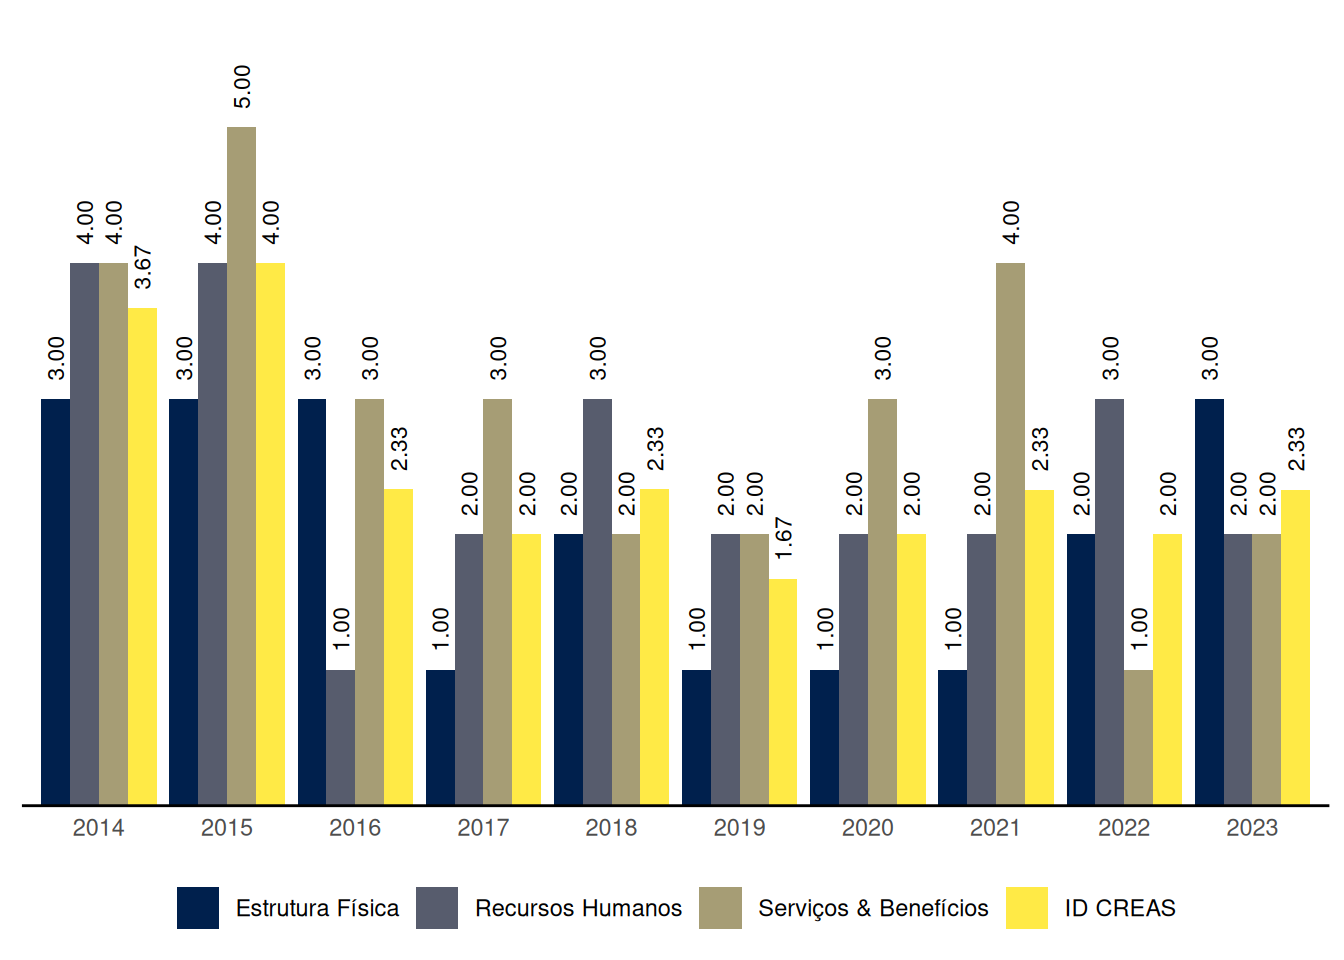 5.00
4.00 4.00 4.00 4.00 4.00
3.67
3.00 3.00 3.00 3.00 3.00 3.00 3.00 3.00 3.00
2.33 2.33 2.33 2.33
2.00 2.00 2.00 2.00 2.00 2.00 2.00 2.00 2.00 2.00 2.00 2.00 2.00
1.67
1.00 1.00 1.00 1.00 1.00 1.00
2014 2015 2016 2017 2018 2019 2020 2021 2022 2023
Estrutura Física Recursos Humanos Serviços & Benefícios ID CREAS